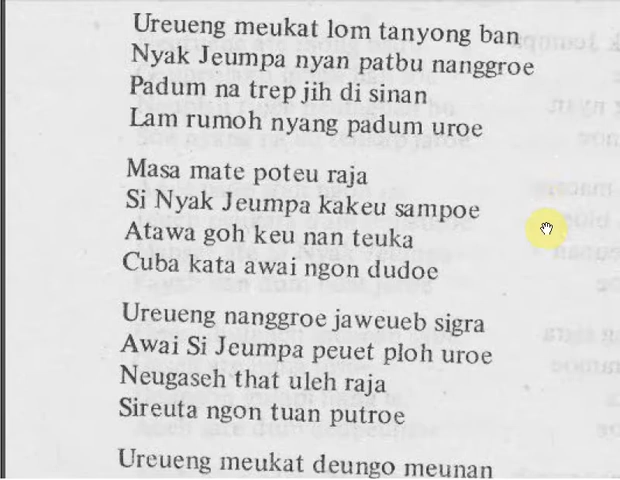 Ureueng meukat lom tanyong ban
Nyak Jeumpa nyan patbu nanggroe
Padum na trep jih di sinan
Lam rumoh nyang padum uroe
Masa mate poteu raja
Si Nyak Jeumpa kakeu sampoe
Atawa goh keu nan teuka
Cuba kata awai ngon dudoe
Ureueng nanggroe jaweueb sigra
Awai Si Jeumpa peuet ploh uroe
Neugaseh that uleh raja
Sireuta ngon tuan putroe
Ureueng meukat deungo meunan